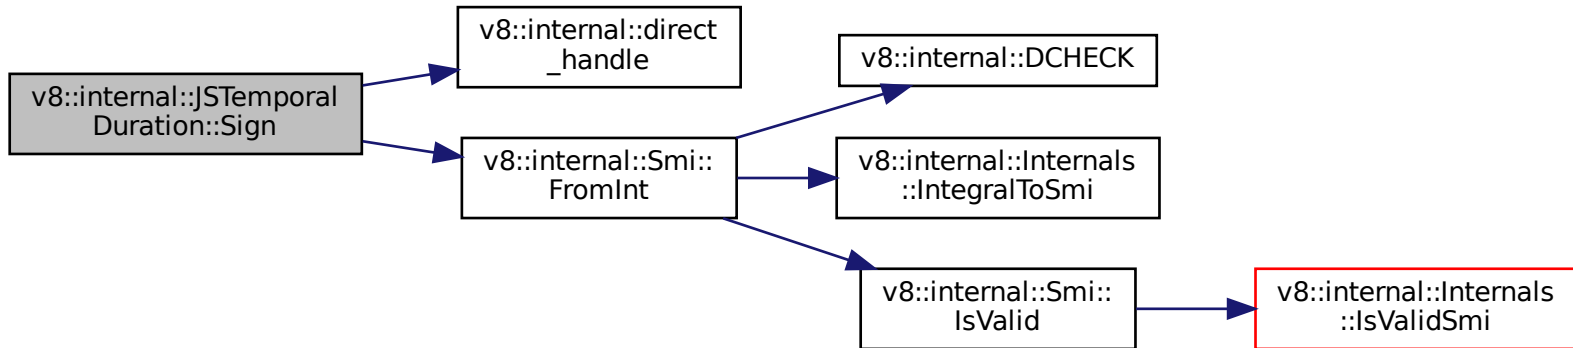 v8::internal::JSTemporal
Duration::Sign
v8::internal::direct
_handle
v8::internal::Smi::
FromInt
v8::internal::DCHECK
v8::internal::Internals
::IntegralToSmi
v8::internal::Smi::
IsValid
v8::internal::Internals
::IsValidSmi